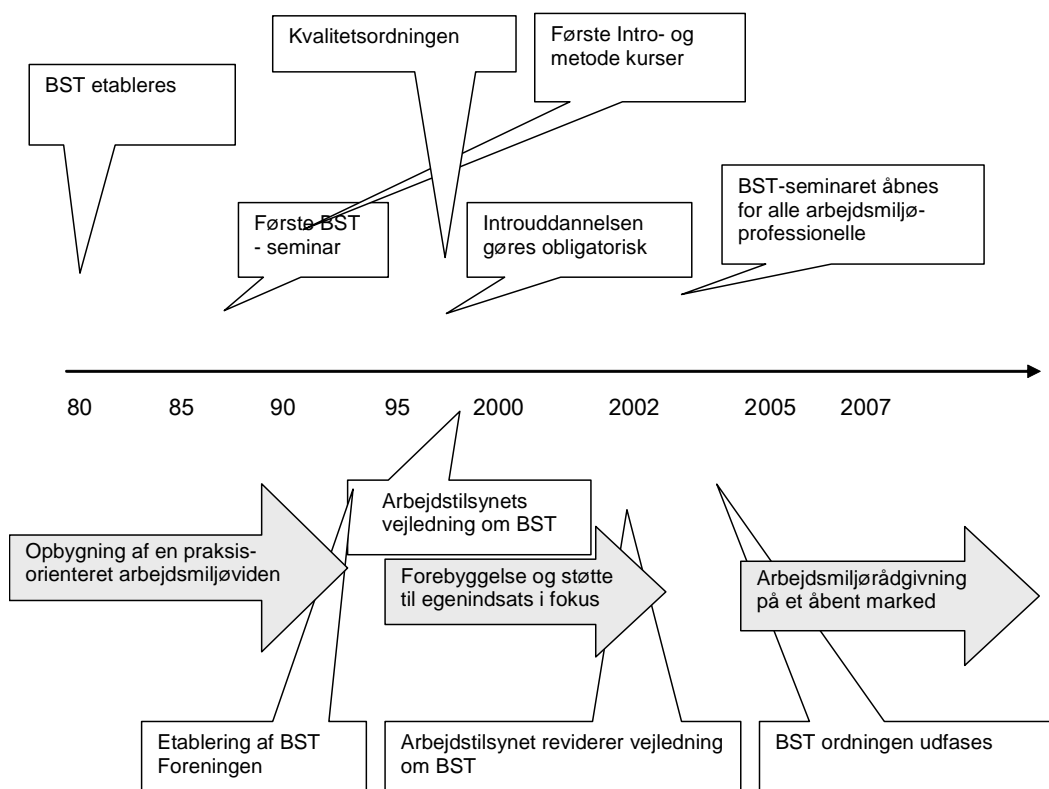 BST etableres
Kvalitetsordningen
Første Intro- og
metode kurser
Første BST
- seminar
Introuddannelsen
gøres obligatorisk
BST-seminaret åbnes
for alle arbejdsmiljø-
professionelle
80 85 90 95 2000 2002 2005 2007
Arbejdstilsynets
vejledning om BST
Opbygning af en praksis-
orienteret arbejdsmiljøviden
Forebyggelse og støtte
til egenindsats i fokus
Arbejdsmiljørådgivning
på et åbent marked
Etablering af BST
Foreningen
Arbejdstilsynet reviderer vejledning
om BST
BST ordningen udfases